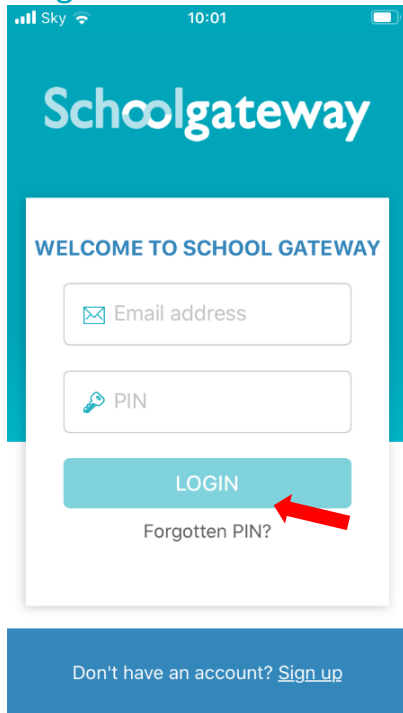 Sky 10:01
Schoolgateway
WELCOME TO SCHOOL GATEWAY
Email address
PIN
LOGIN
Forgotten PIN?
Don't have an account? Sign up